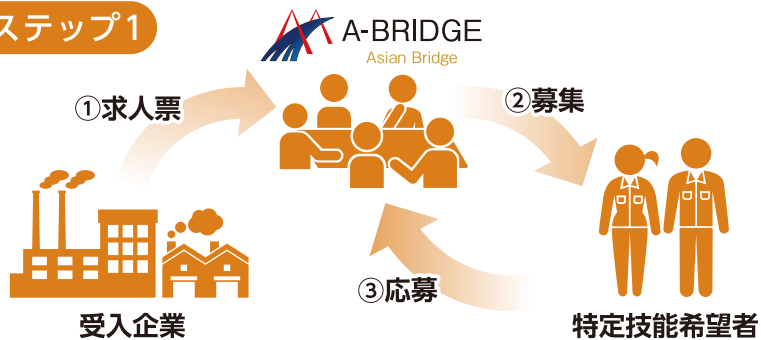 ステップ1
A-BRIDGE
Asian Bridge
①求人票
②募集
③応募
受入企業
特定技能希望者